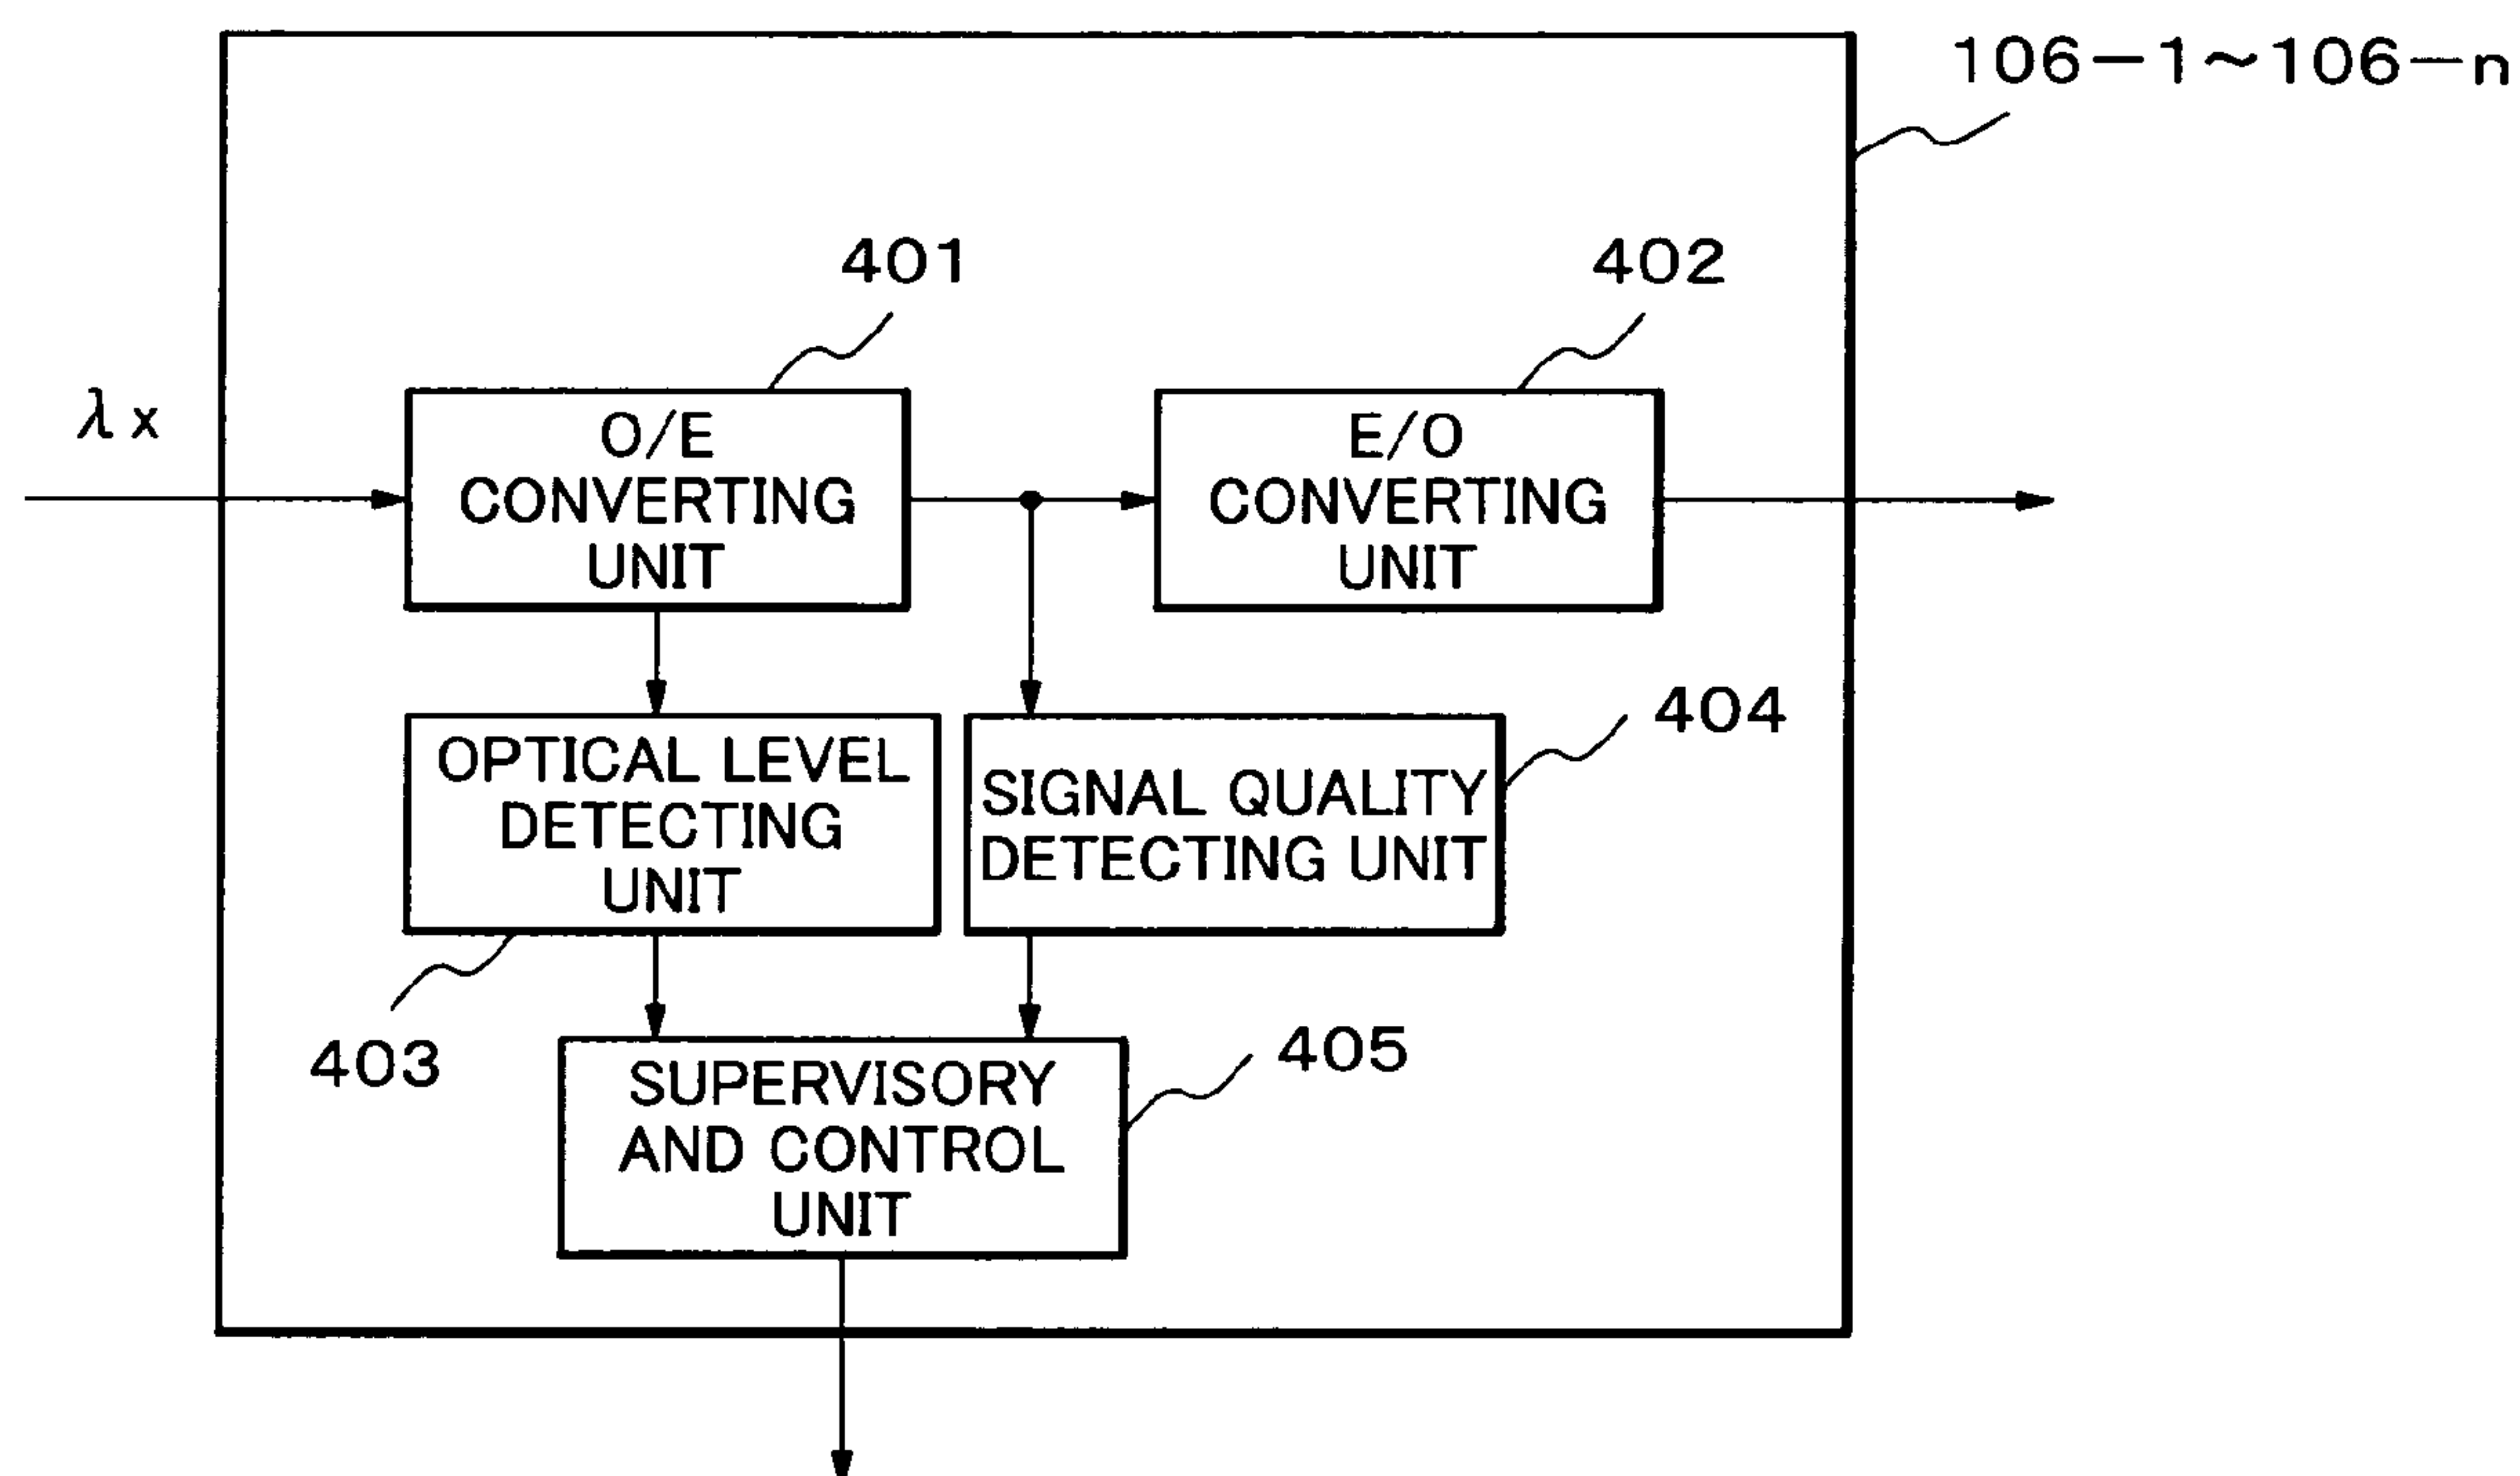 106-1~106-n
401
402
λx
O/E
CONVERTING
UNIT
E/O
CONVERTING
UNIT
404
OPTICAL LEVEL
DETECTING
UNIT
SIGNAL QUALITY
DETECTING UNIT
403
405
SUPERVISORY
AND CONTROL
UNIT